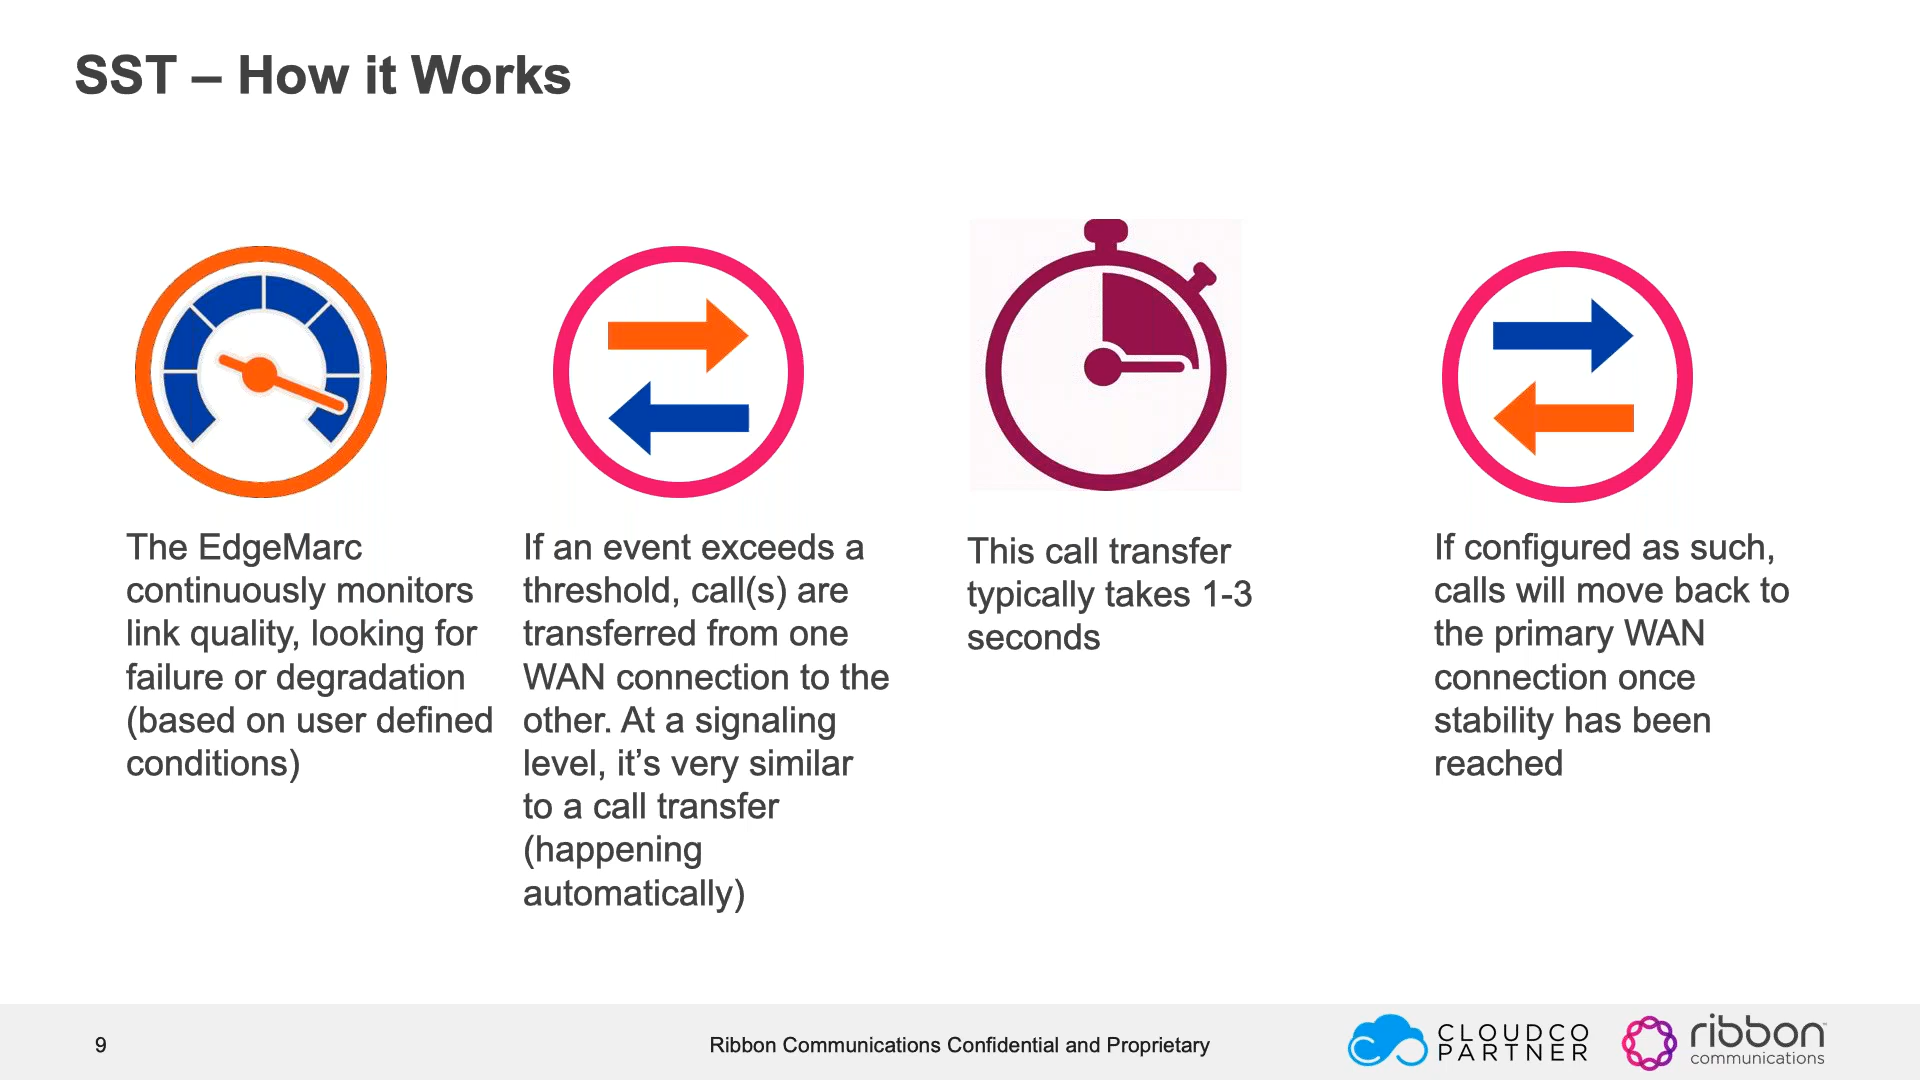 SST – How it Works
The EdgeMarc
continuously monitors
link quality, looking for
failure or degradation
(based on user defined
conditions)
If an event exceeds a
threshold, call(s) are
transferred from one
WAN connection to the
other. At a signaling
level, it’s very similar
to a call transfer
(happening
automatically)
This call transfer
typically takes 1-3
seconds
If configured as such,
calls will move back to
the primary WAN
connection once
stability has been
reached
9
Ribbon Communications Confidential and Proprietary
CLOUDCO
PARTNER
ribbon
communications